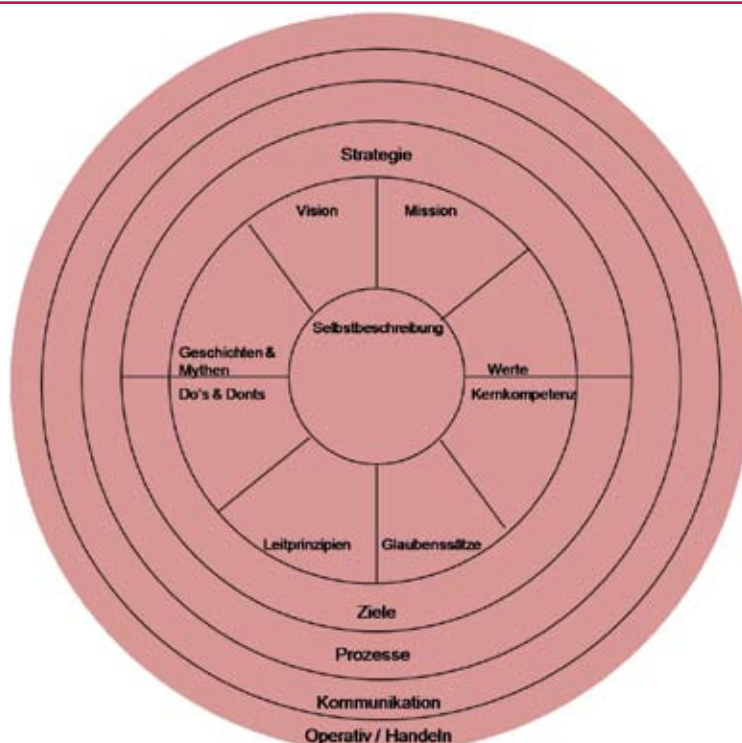 Strategie
Vision
Mission
Selbstbeschreibung
Geschichten &
Mythen
Werte
Do's & Donts
Kernkompetenz
Leitprinzipien
Glaubenssätze
Ziele
Prozesse
Kommunikation
Operativ / Handeln